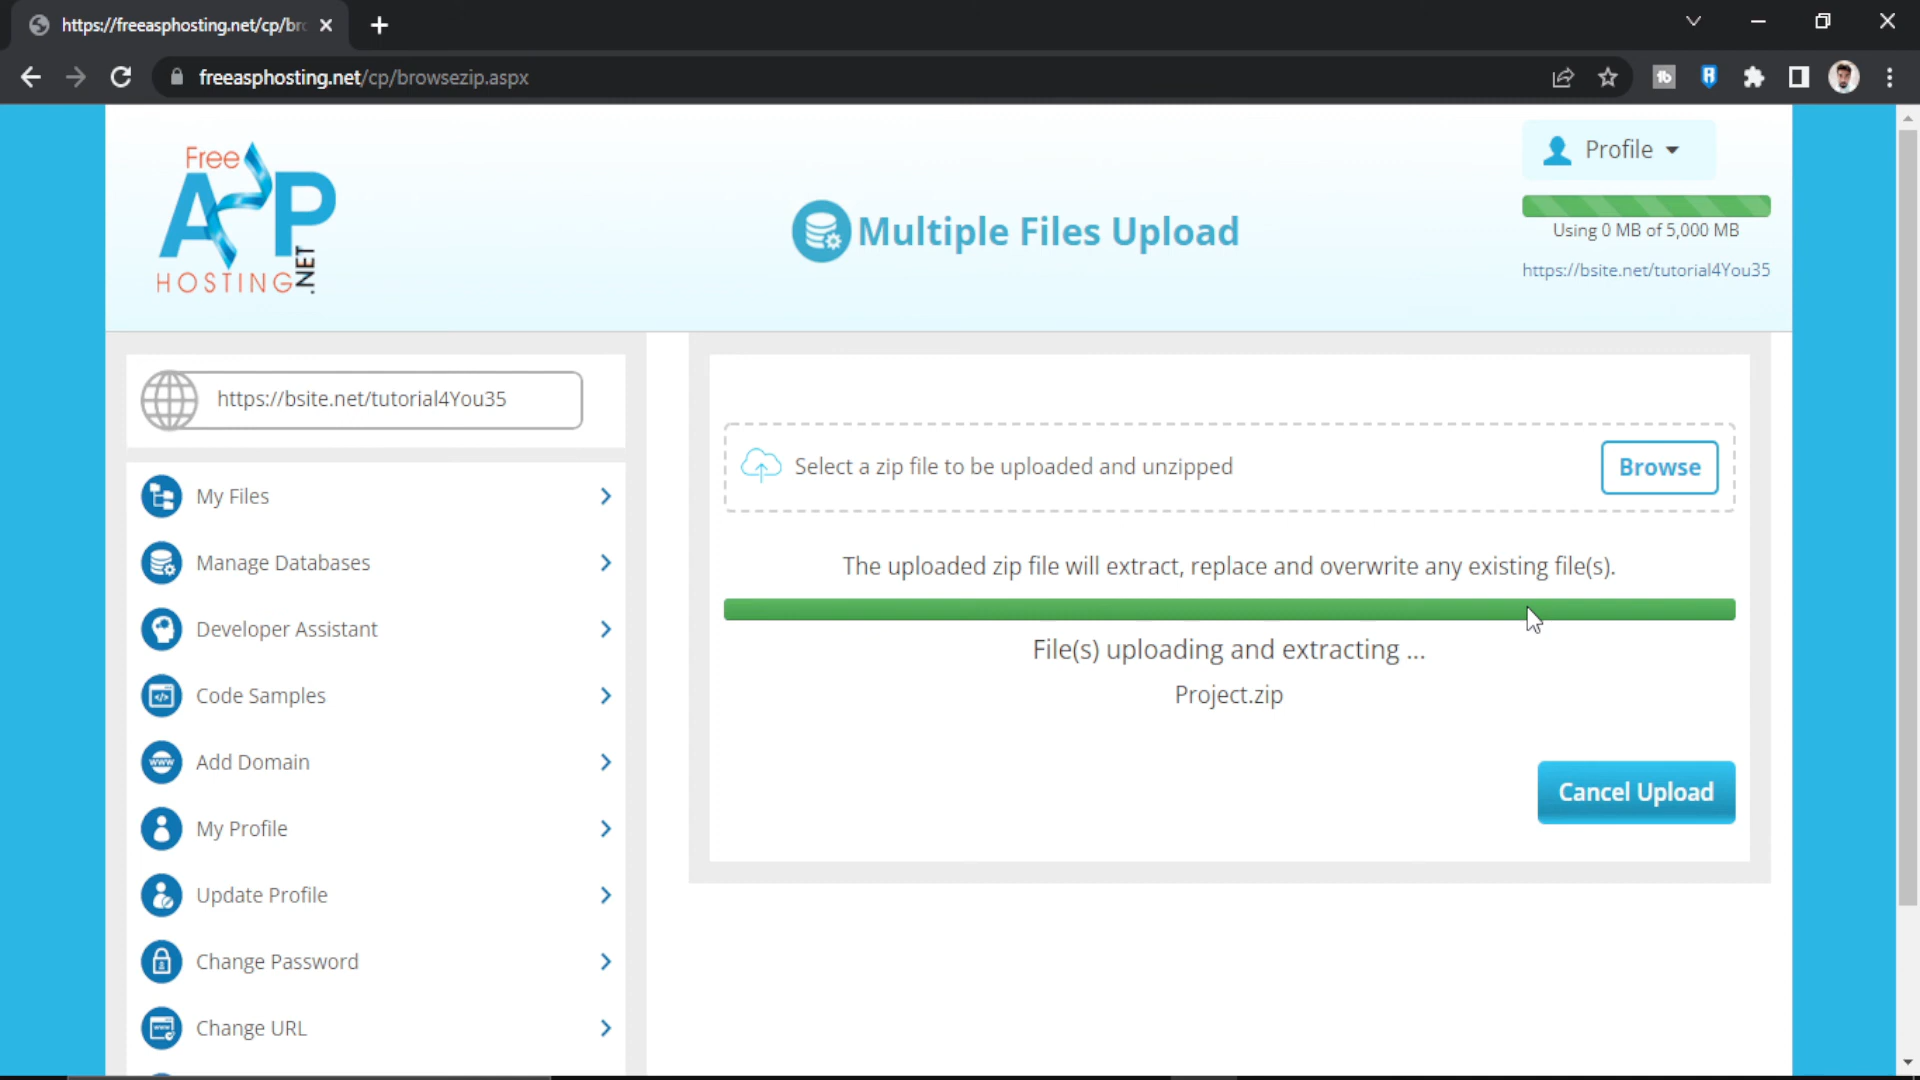 https://freeasphosting.net/cp/br
freeasphosting.net/cp/browsezip.aspx
Free
ASP
HOSTING.NET
Multiple Files Upload
Profile
Using 0 MB of 5,000 MB
https://bsite.net/tutorial4You35
https://bsite.net/tutorial4You35
My Files
Manage Databases
Developer Assistant
Code Samples
Add Domain
My Profile
Update Profile
Change Password
Change URL
Select a zip file to be uploaded and unzipped
Browse
The uploaded zip file will extract, replace and overwrite any existing file(s).
File(s) uploading and extracting ...
Project.zip
Cancel Upload